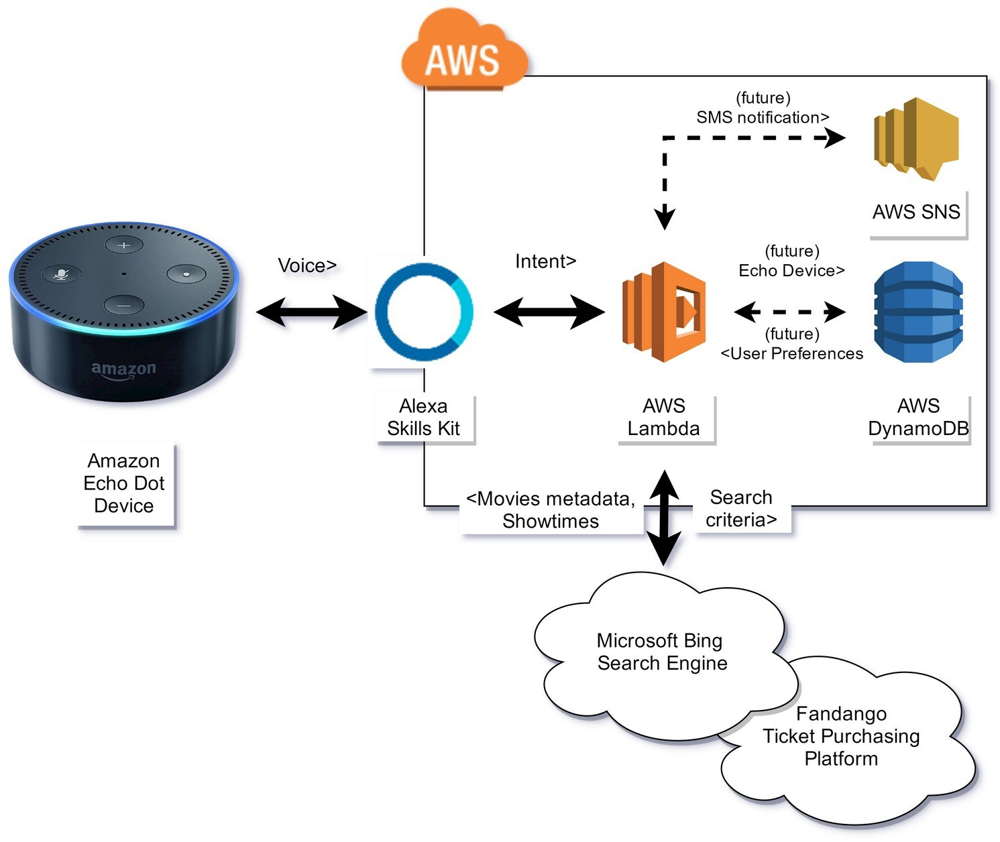 AWS
(future)
SMS notification>
AWS SNS
Voice>
Intent>
(future)
Echo Device>
(future)
<User Preferences
amazon
Alexa
Skills Kit
AWS
Lambda
AWS
DynamoDB
Amazon
Echo Dot
Device
<Movies metadata,
Showtimes
Search
criteria>
Microsoft Bing
Search Engine
Fandango
Ticket Purchasing
Platform